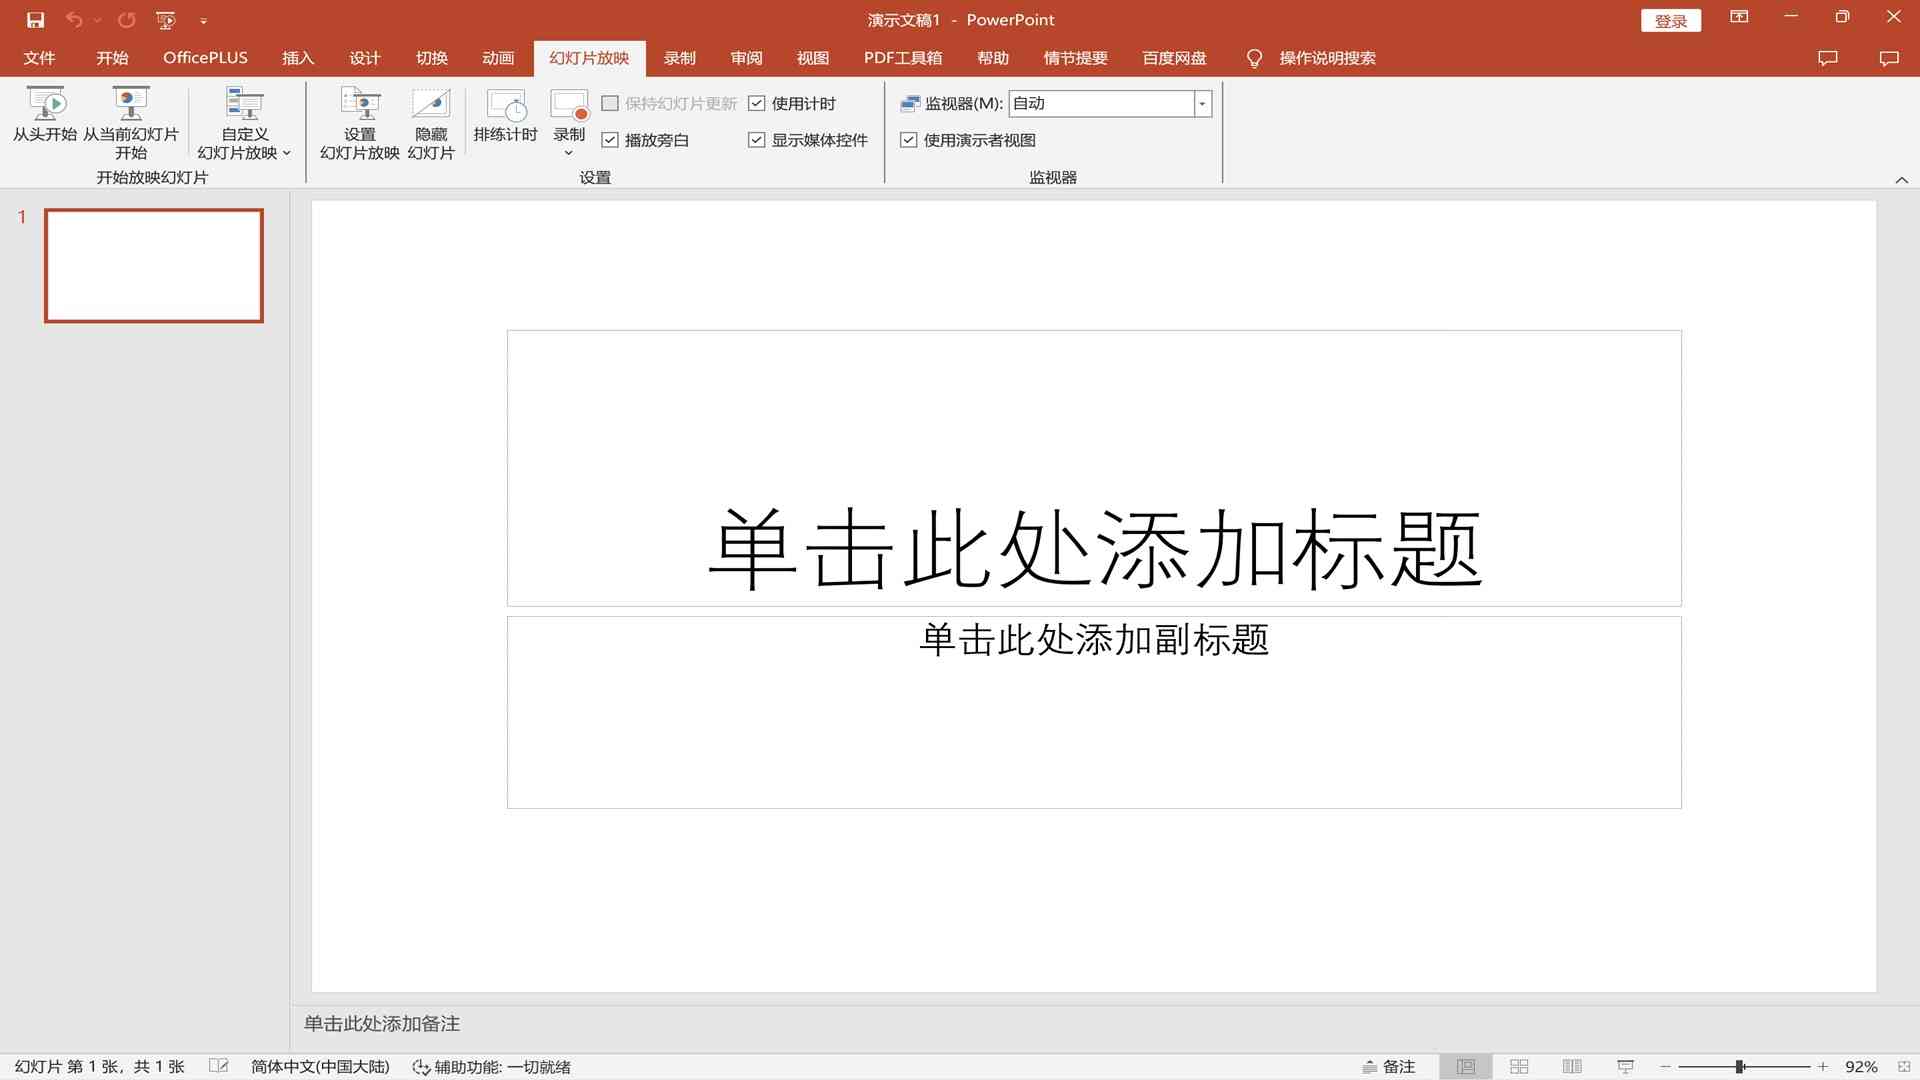 演示文稿1 - PowerPoint
登录
文件 开始 OfficePLUS 插入 设计 切换 动画 幻灯片放映 录制 审阅 视图 PDF工具箱 帮助 情节提要 百度网盘 操作说明搜索
从头开始
从当前幻灯片
开始
自定义
幻灯片放映
开始放映幻灯片
设置
幻灯片放映
隐藏
幻灯片
排练计时
录制
保持幻灯片更新
使用计时
播放旁白
显示媒体控件
设置
监视器(M): 自动
使用演示者视图
监视器
1
单击此处添加标题
单击此处添加副标题
单击此处添加备注
幻灯片 第 1 张，共 1 张 简体中文(中国大陆) 辅助功能: 一切就绪 备注 92%